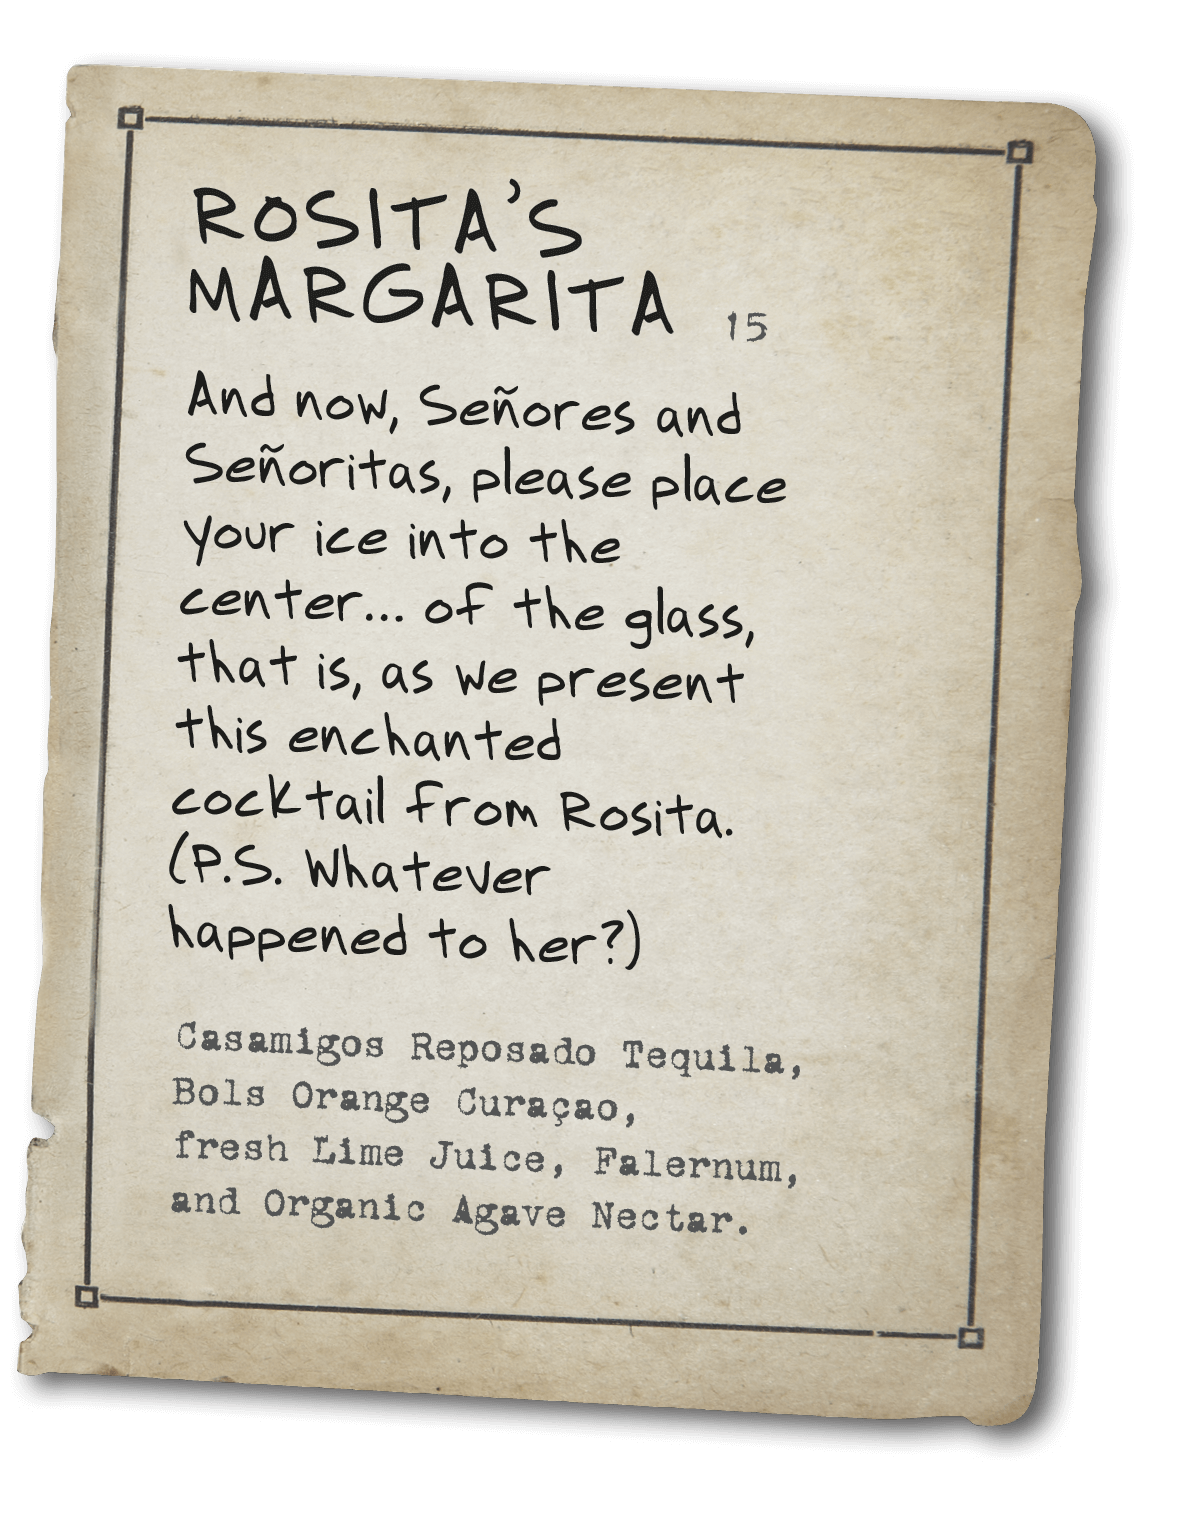 ROSITA'S
MARGARITA 15
And now, Señores and
Señoritas, please place
your ice into the
center... of the glass,
that is, as we present
this enchanted
cocktail from Rosita.
(P.S. Whatever
happened to her?)
Casamigos Reposado Tequila,
Bols Orange Curaçao,
fresh Lime Juice, Falernum,
and Organic Agave Nectar.